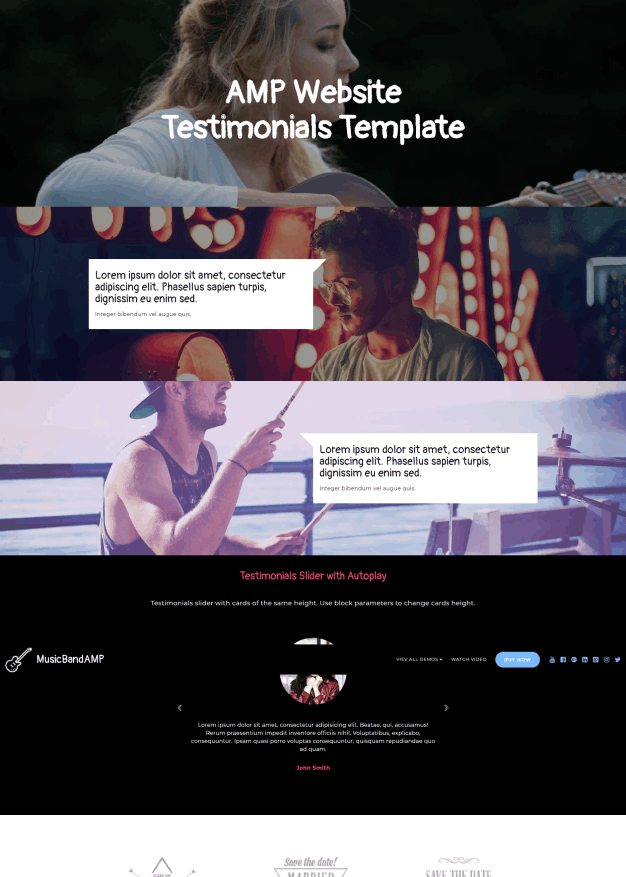 AMP Website
Testimonials Template
Lorem ipsum dolor sit amet, consectetur
adipiscing elit. Phasellus sapien turpis,
dignissim eu enim sed.
Integer bibendum vel augue quis.
Lorem ipsum dolor sit amet, consectetur
adipiscing elit. Phasellus sapien turpis,
dignissim eu enim sed.
Integer bibendum vel augue quis.
Testimonials Slider with Autoplay
Testimonials slider with cards of the same height. Use block parameters to change cards height.
MusicBandAMP
VIEV ALL DEMOS
WATCH VIDEO
BUY NOW
Lorem ipsum dolor sit amet, consectetur adipisicing elit. Beatae, qui, accusamus!
Rerum praesentium impedit inventore officiis nihil. Voluptatibus, explicabo,
consequuntur. Ipsam quasi porro voluptas consequuntur, quisquam repudiandae quo
ad quam.
John Smith
Save the date!
MARRIED
SAVE THE DATE